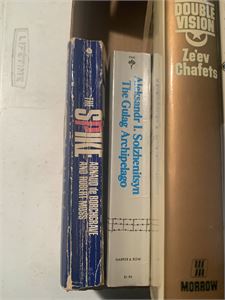 LIFETIME
THE
SPIKE
ARNAUD de BORCHGRAVE
AND ROBERT MOSS
Aleksandr I. Solzhenitsyn
The Gulag Archipelago
HARPER & ROW
DOUBLE
VISION
Ze'ev
Chafets
MORROW